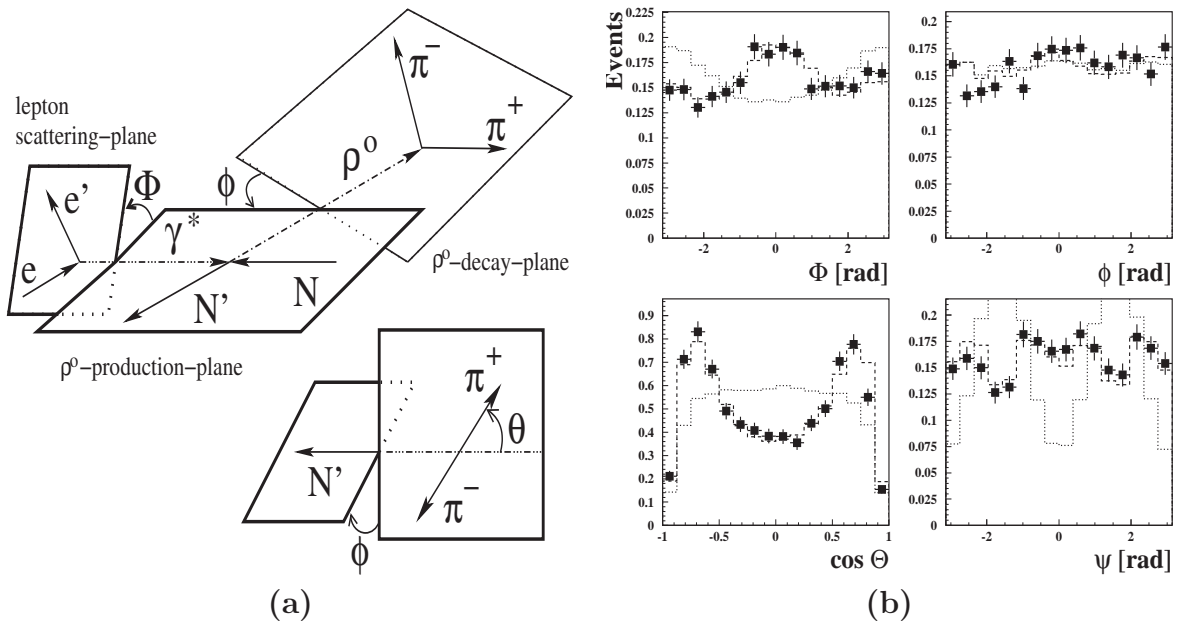 lepton
scattering–plane
e'
Φ
e
γ*
N'
N
ϕ
ρ⁰
π⁻
π⁺
ρ⁰–decay–plane
ρ⁰–production–plane
N'
π⁺
θ
π⁻
ϕ
(a)
Events
0.225
0.2
0.175
0.15
0.125
0.1
0.075
0.05
0.025
0
-2 0 2
Φ [rad]
0.225
0.2
0.175
0.15
0.125
0.1
0.075
0.05
0.025
0
-2 0 2
ϕ [rad]
0.9
0.8
0.7
0.6
0.5
0.4
0.3
0.2
0.1
0
-1 -0.5 0 0.5 1
cos Θ
0.2
0.175
0.15
0.125
0.1
0.075
0.05
0.025
0
-2 0 2
ψ [rad]
(b)